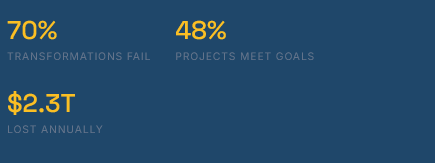 70% 48%
TRANSFORMATIONS FAIL PROJECTS MEET GOALS
$2.3T
LOST ANNUALLY